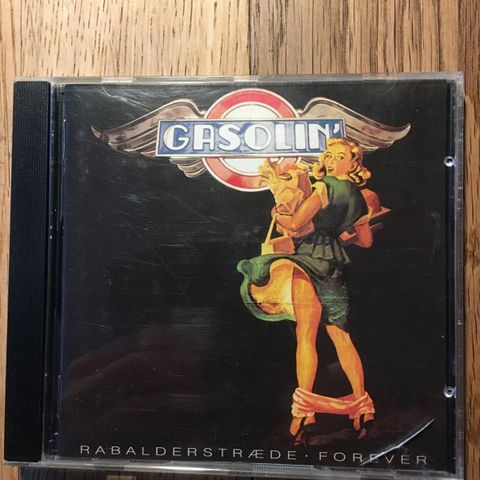 GASOLIN'
RABALDERSTRÆDE · FOREVER